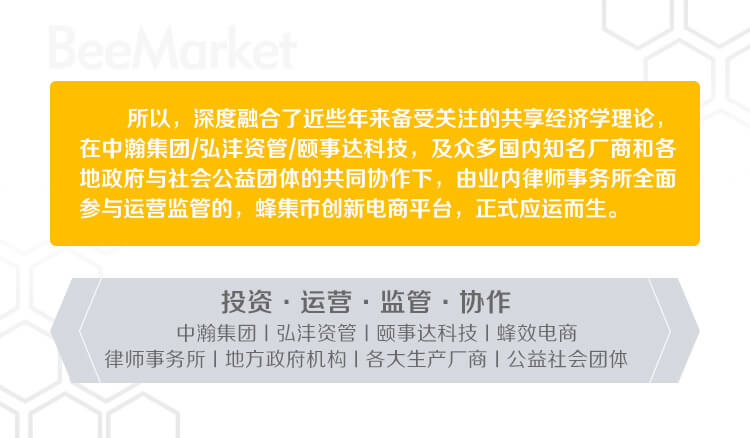 BeeMarket
所以，深度融合了近些年来备受关注的共享经济学理论，
在中瀚集团/弘沣资管/颐事达科技，及众多国内知名厂商和各
地政府与社会公益团体的共同协作下，由业内律师事务所全面
参与运营监管的，蜂集市创新电商平台，正式应运而生。
投资·运营·监管·协作
中瀚集团丨弘沣资管丨颐事达科技丨蜂效电商
律师事务所丨地方政府机构丨各大生产厂商丨公益社会团体